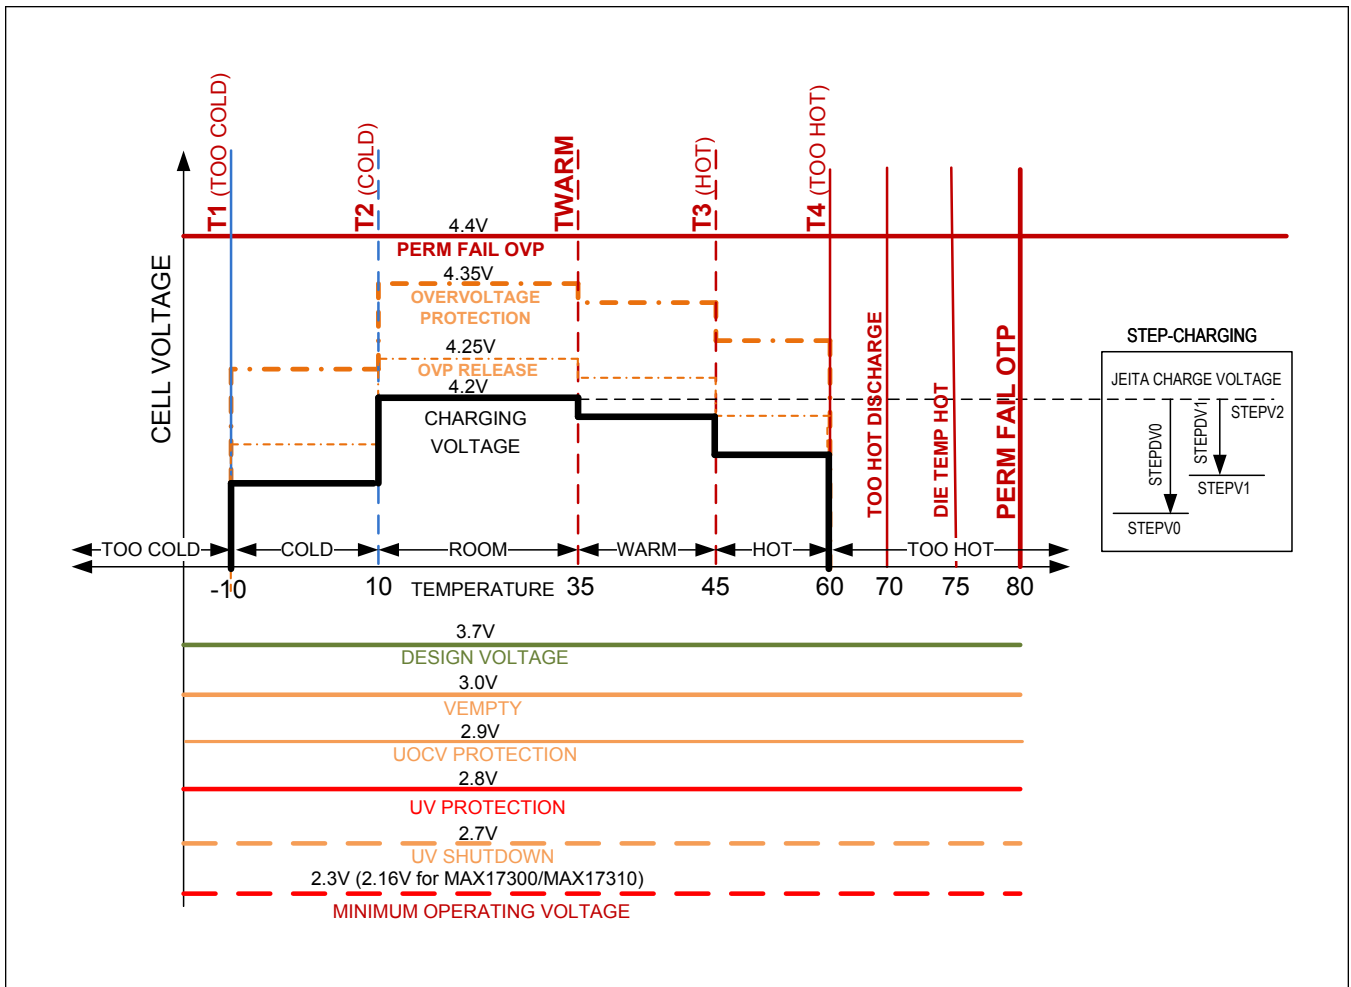 T1 (TOO COLD)
T2 (COLD)
TWARM
T3 (HOT)
T4 (TOO HOT)
CELL VOLTAGE
4.4V
PERM FAIL OVP
4.35V
OVERVOLTAGE
PROTECTION
4.25V
OVP RELEASE
4.2V
CHARGING
VOLTAGE
TOO HOT DISCHARGE
DIE TEMP HOT
PERM FAIL OTP
STEP-CHARGING
JEITA CHARGE VOLTAGE
STEPDV0
STEPDV1
STEPV2
STEPV1
STEPV0
TOO COLD
COLD
ROOM
WARM
HOT
TOO HOT
-10
10
TEMPERATURE
35
45
60
70
75
80
3.7V
DESIGN VOLTAGE
3.0V
VEMPTY
2.9V
UOCV PROTECTION
2.8V
UV PROTECTION
2.7V
UV SHUTDOWN
2.3V (2.16V for MAX17300/MAX17310)
MINIMUM OPERATING VOLTAGE